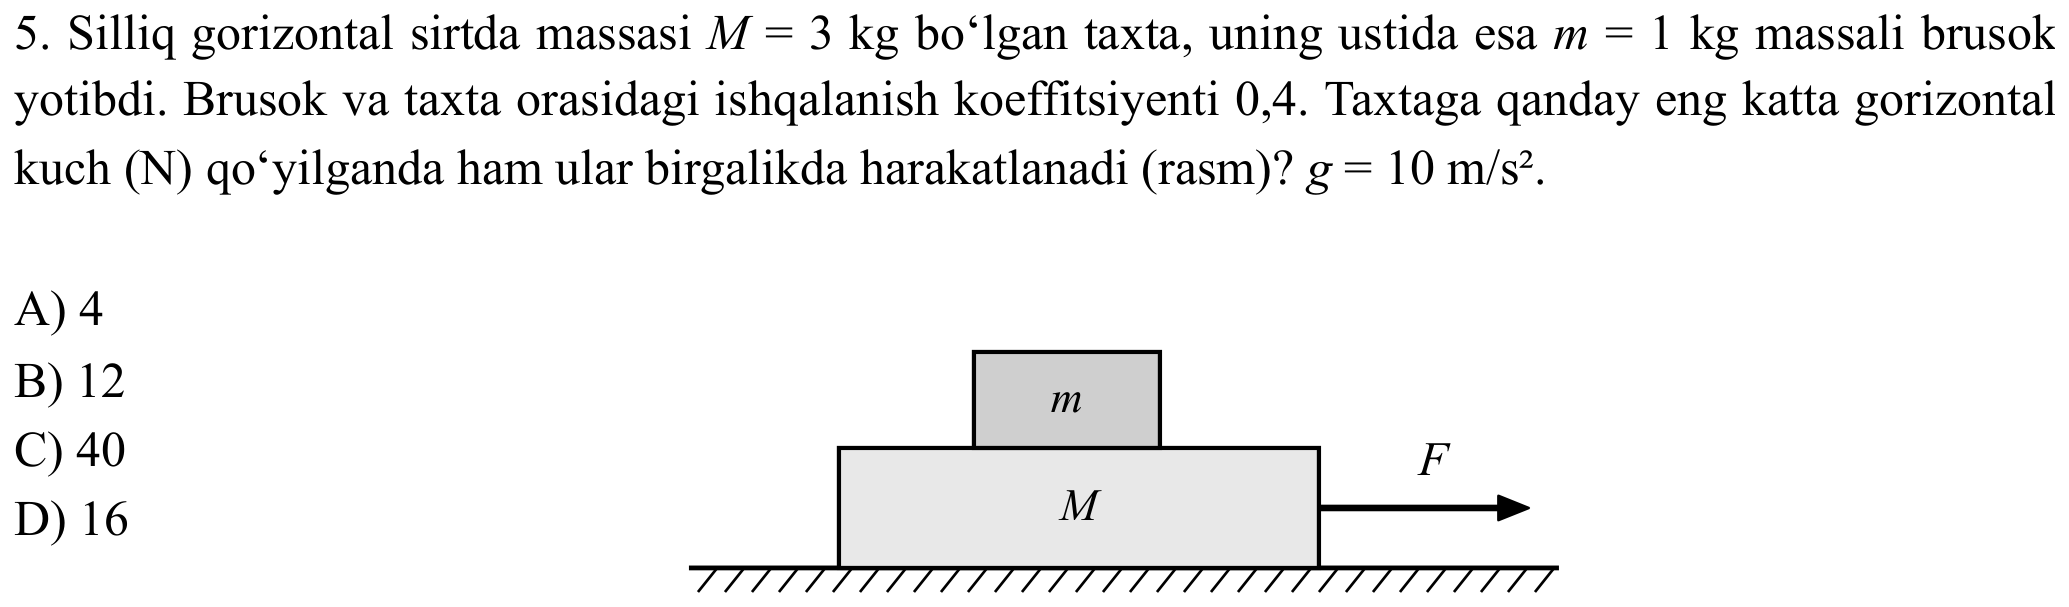 5. Silliq gorizontal sirtda massasi M = 3 kg bo‘lgan taxta, uning ustida esa m = 1 kg massali brusok
yotibdi. Brusok va taxta orasidagi ishqalanish koeffitsiyenti 0,4. Taxtaga qanday eng katta gorizontal
kuch (N) qo‘yilganda ham ular birgalikda harakatlanadi (rasm)? g = 10 m/s².
A) 4
B) 12
C) 40
D) 16
m
F
M